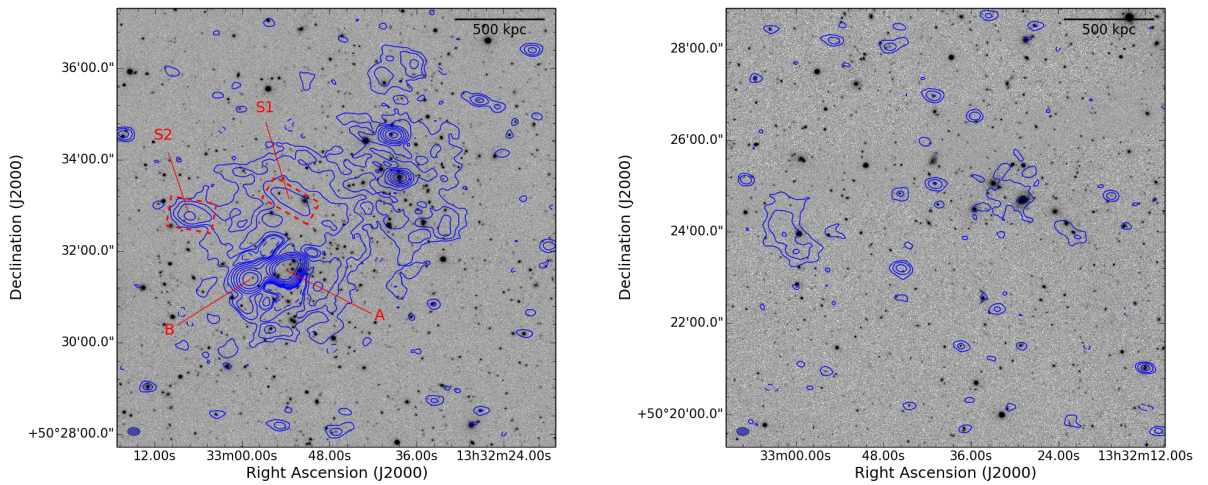 500 kpc
36'00.0"
34'00.0"
32'00.0"
30'00.0"
+50°28'00.0"
Declination (J2000)
S1
S2
B
A
12.00s 33m00.00s 48.00s 36.00s 13h32m24.00s
Right Ascension (J2000)
500 kpc
28'00.0"
26'00.0"
24'00.0"
22'00.0"
+50°20'00.0"
Declination (J2000)
33m00.00s 48.00s 36.00s 24.00s 13h32m12.00s
Right Ascension (J2000)